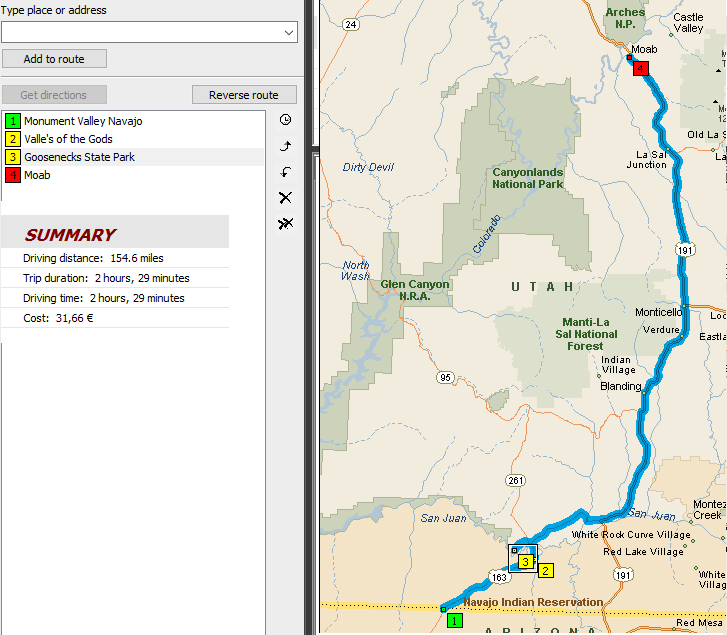 Type place or address
Add to route
Get directions
Reverse route
1 Monument Valley Navajo
2 Valle's of the Gods
3 Goosenecks State Park
4 Moab
SUMMARY
Driving distance: 154.6 miles
Trip duration: 2 hours, 29 minutes
Driving time: 2 hours, 29 minutes
Cost: 31,66 €
Arches
N.P.
Castle
Valley
24
Moab
4
Old La S
La Sal
Junction
La
Dirty Devil
Canyonlands
National Park
Colorado
191
North
Wash
Glen Canyon
N.R.A.
UTAH
Monticello
Loc
Verdure
Eastla
Manti-La
Sal National
Forest
Indian
Village
95
Blanding
261
San Juan
San Juan
Montez
Creek
White Rock Curve Village
Red Lake Village
3
2
163
191
White
Villag
Navajo Indian Reservation
1
Red Mesa
ARIZONA